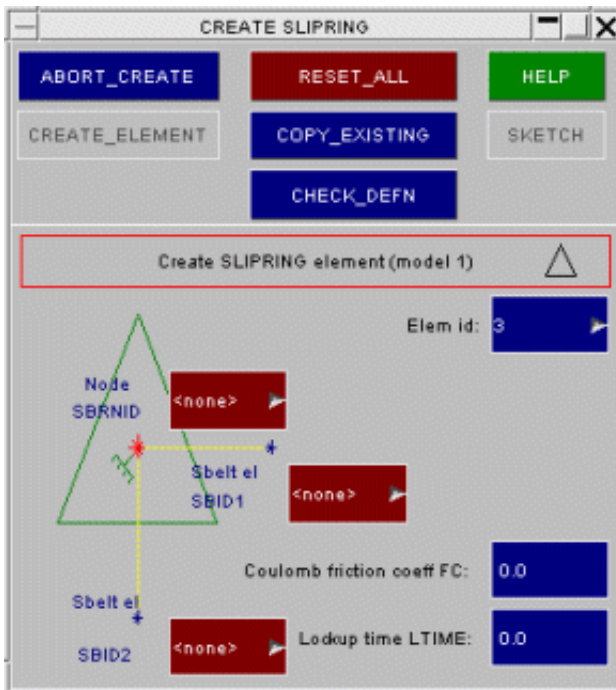 CREATE SLIPRING
ABORT_CREATE RESET_ALL HELP
CREATE_ELEMENT COPY_EXISTING SKETCH
CHECK_DEFN
Create SLIPRING element (model 1)
Elem id: 3
Node
SBRNID
<none>
Sbelt el
SBID1
<none>
Coulomb friction coeff FC: 0.0
Sbelt el
SBID2
<none>
Lockup time LTIME: 0.0